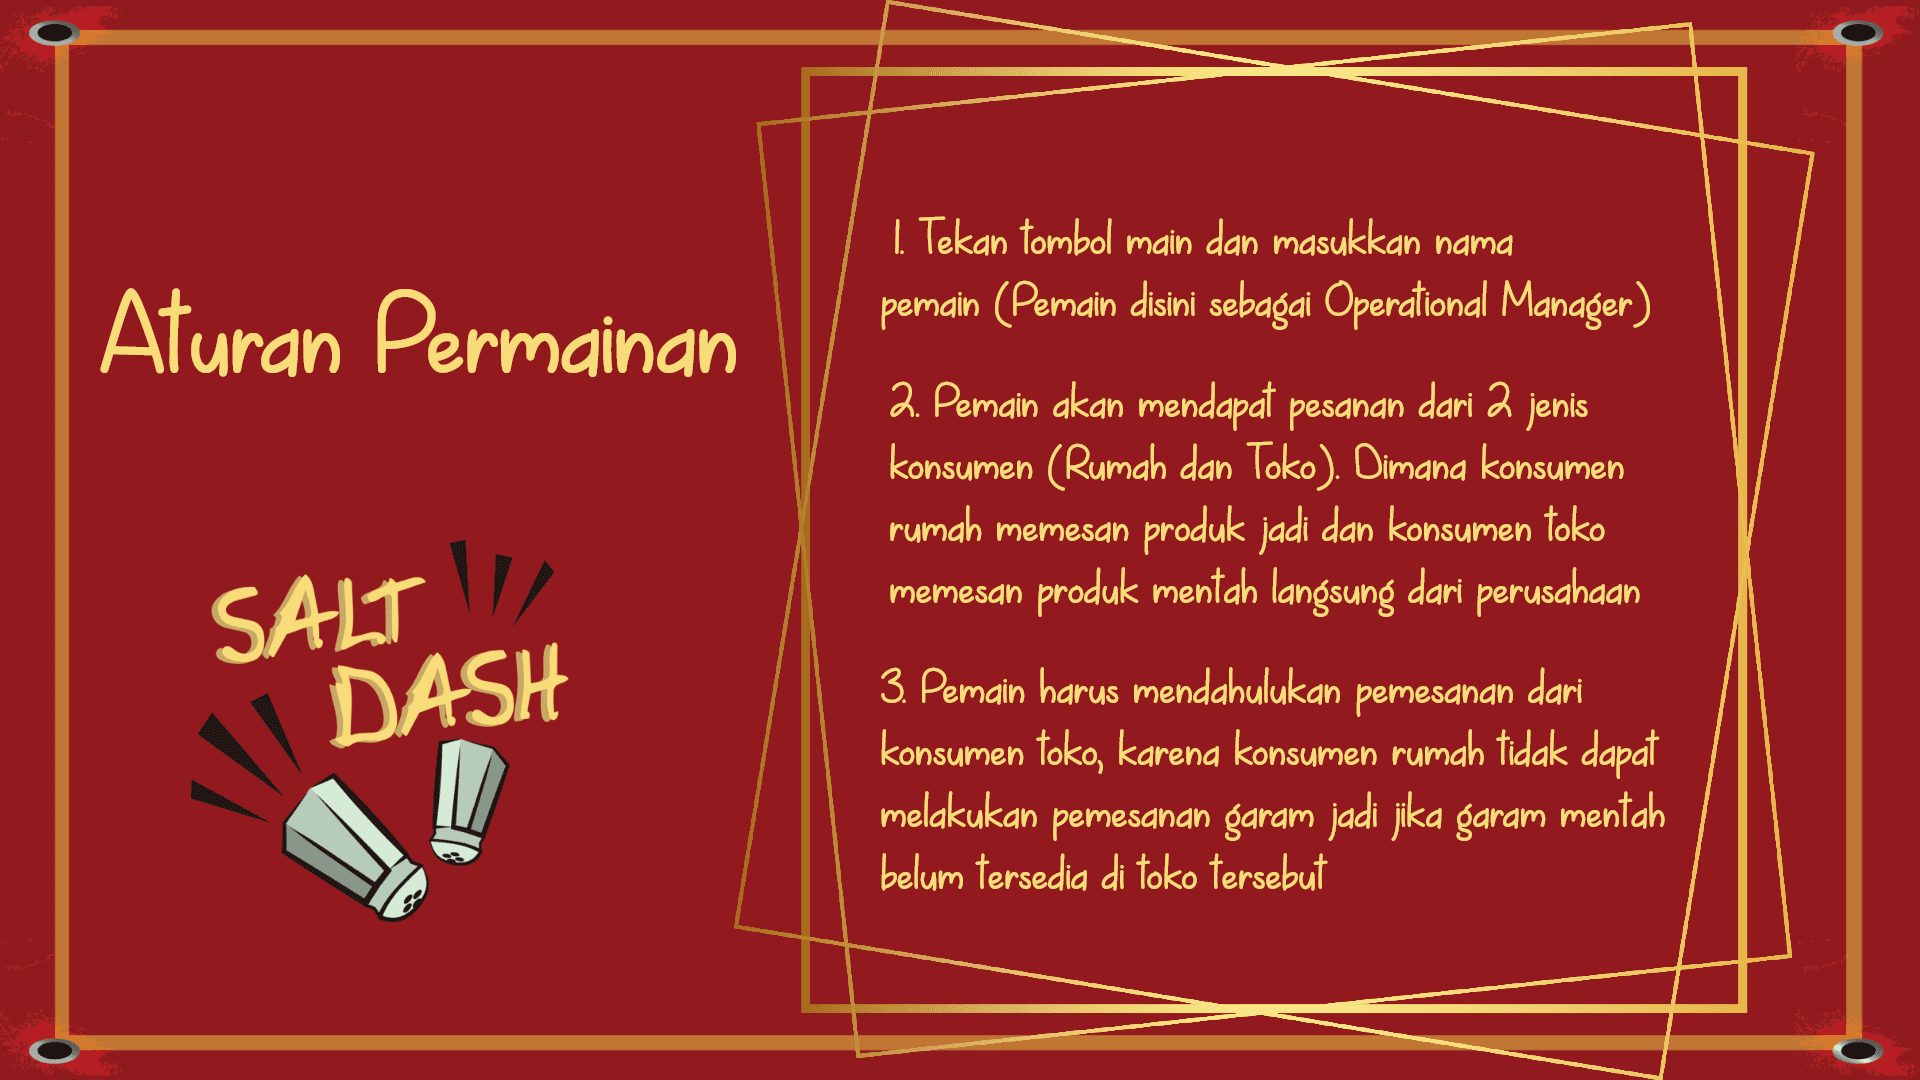 Aturan Permainan
SALT
DASH
1. Tekan tombol main dan masukkan nama
pemain (Pemain disini sebagai Operational Manager)
2. Pemain akan mendapat pesanan dari 2 jenis
konsumen (Rumah dan Toko). Dimana konsumen
rumah memesan produk jadi dan konsumen toko
memesan produk mentah langsung dari perusahaan
3. Pemain harus mendahulukan pemesanan dari
konsumen toko, karena konsumen rumah tidak dapat
melakukan pemesanan garam jadi jika garam mentah
belum tersedia di toko tersebut